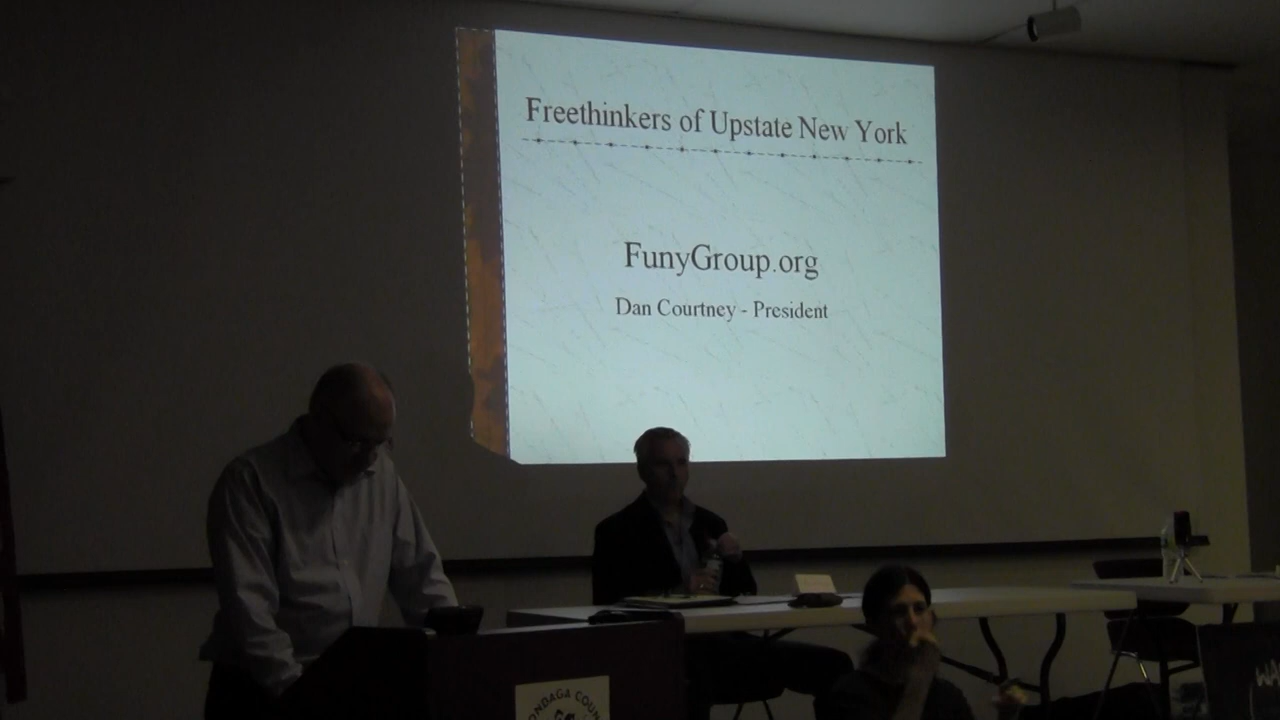 Freethinkers of Upstate New York
FunyGroup.org
Dan Courtney - President